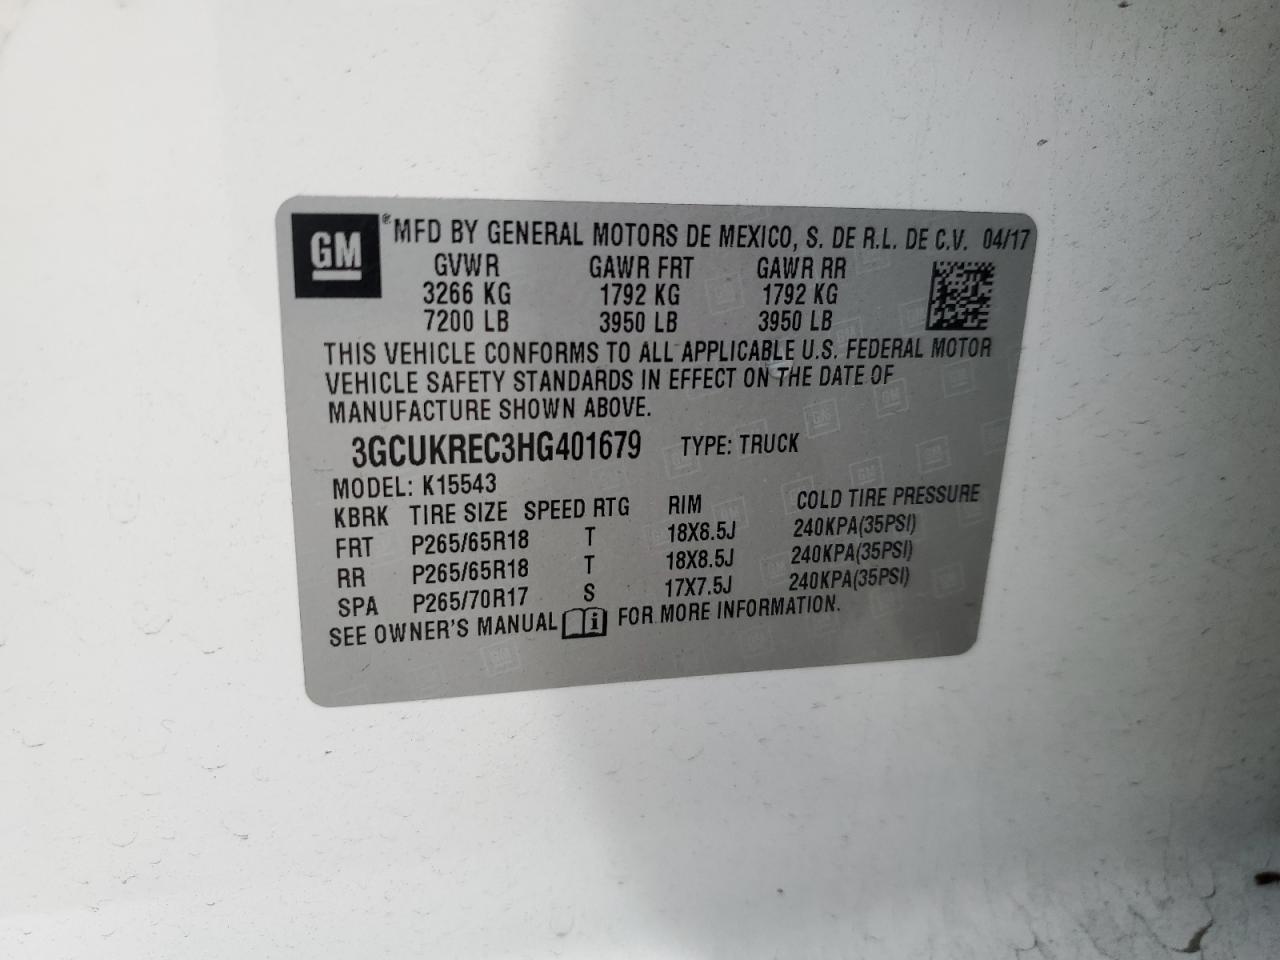 GM ® MFD BY GENERAL MOTORS DE MEXICO, S. DE R.L. DE C.V. 04/17
GVWR GAWR FRT GAWR RR
3266 KG 1792 KG 1792 KG
7200 LB 3950 LB 3950 LB
THIS VEHICLE CONFORMS TO ALL APPLICABLE U.S. FEDERAL MOTOR
VEHICLE SAFETY STANDARDS IN EFFECT ON THE DATE OF
MANUFACTURE SHOWN ABOVE.
3GCUKREC3HG401679 TYPE: TRUCK
MODEL: K15543
KBRK TIRE SIZE SPEED RTG RIM COLD TIRE PRESSURE
FRT P265/65R18 T 18X8.5J 240KPA(35PSI)
RR P265/65R18 T 18X8.5J 240KPA(35PSI)
SPA P265/70R17 S 17X7.5J 240KPA(35PSI)
SEE OWNER'S MANUAL i FOR MORE INFORMATION.